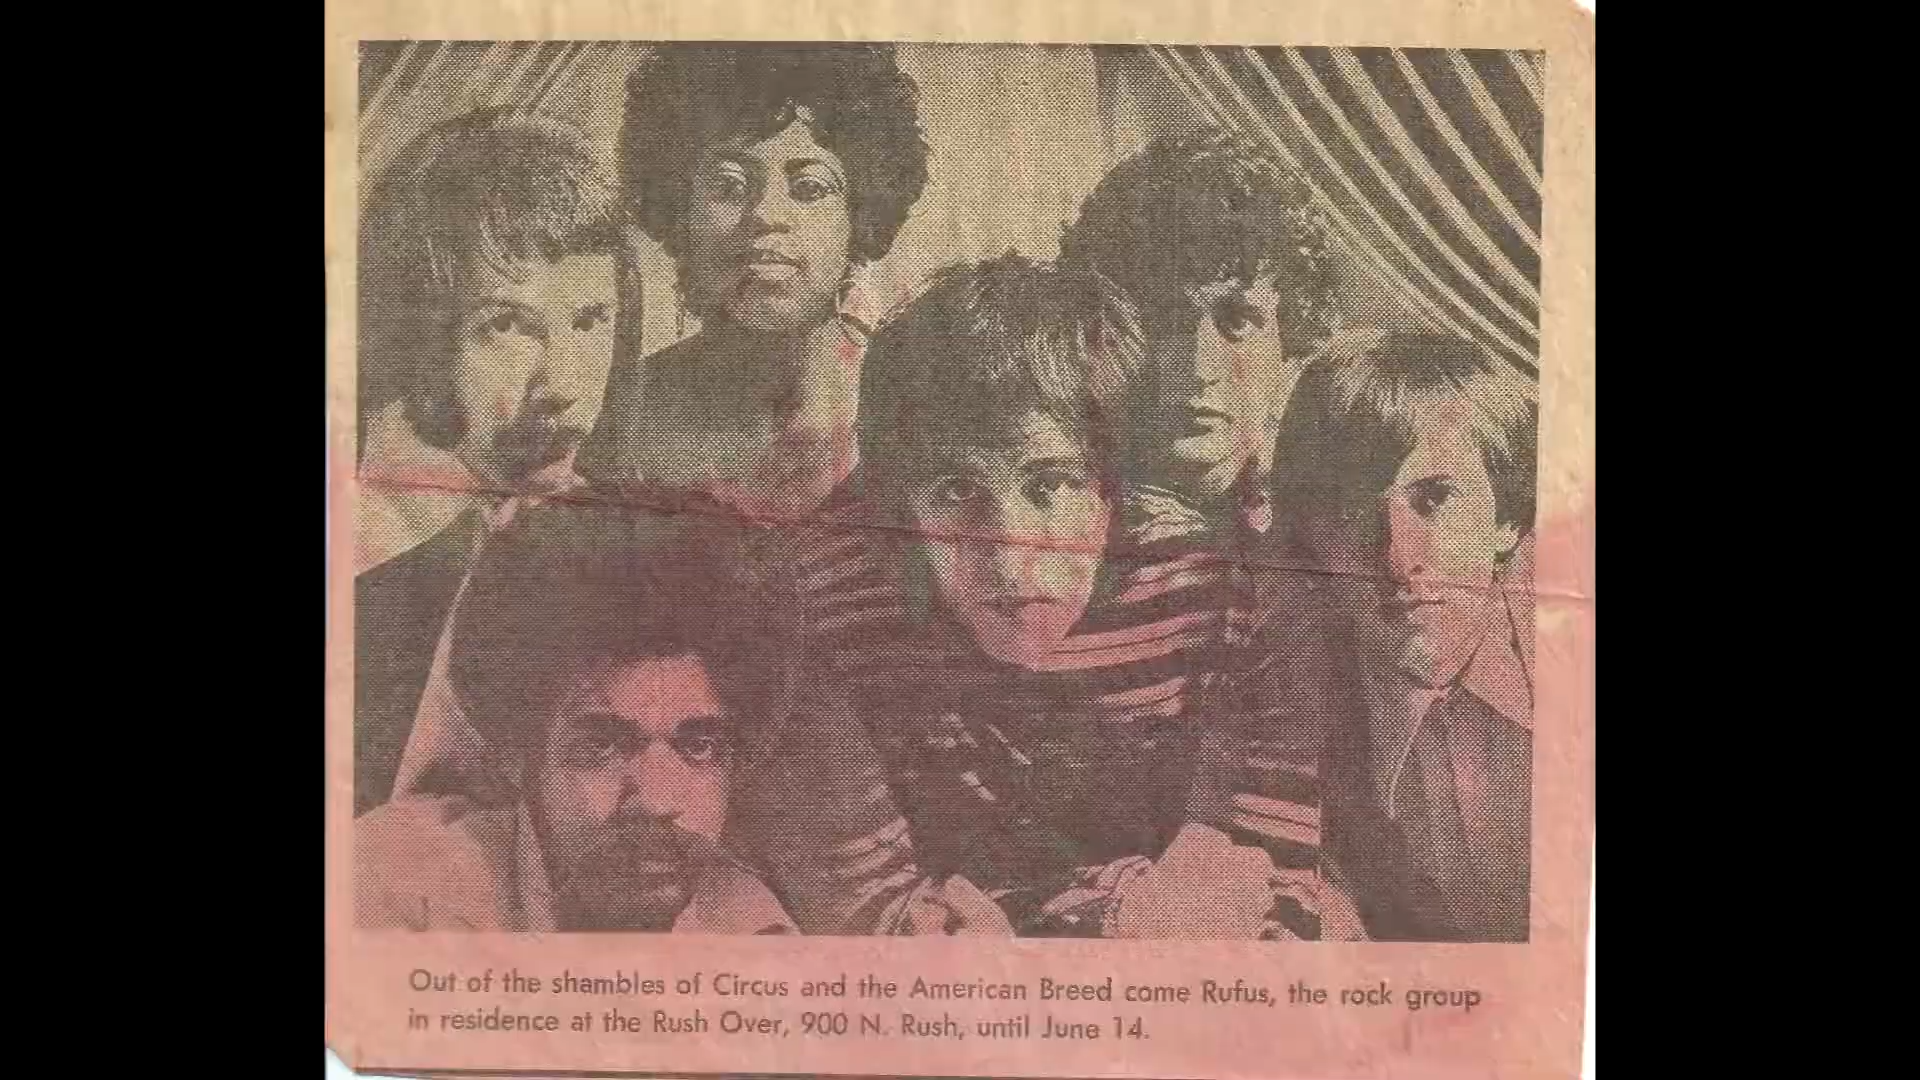 Out of the shambles of Circus and the American Breed come Rufus, the rock group
in residence at the Rush Over, 900 N. Rush, until June 14.